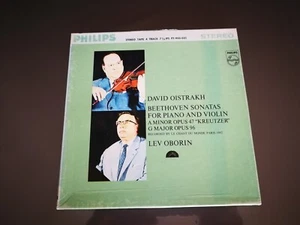 PHILIPS
STEREO
DAVID OISTRAKH
BEETHOVEN SONATAS
FOR PIANO AND VIOLIN
A MINOR OPUS 47 "KREUTZER"
G MAJOR OPUS 96
LEV OBORIN